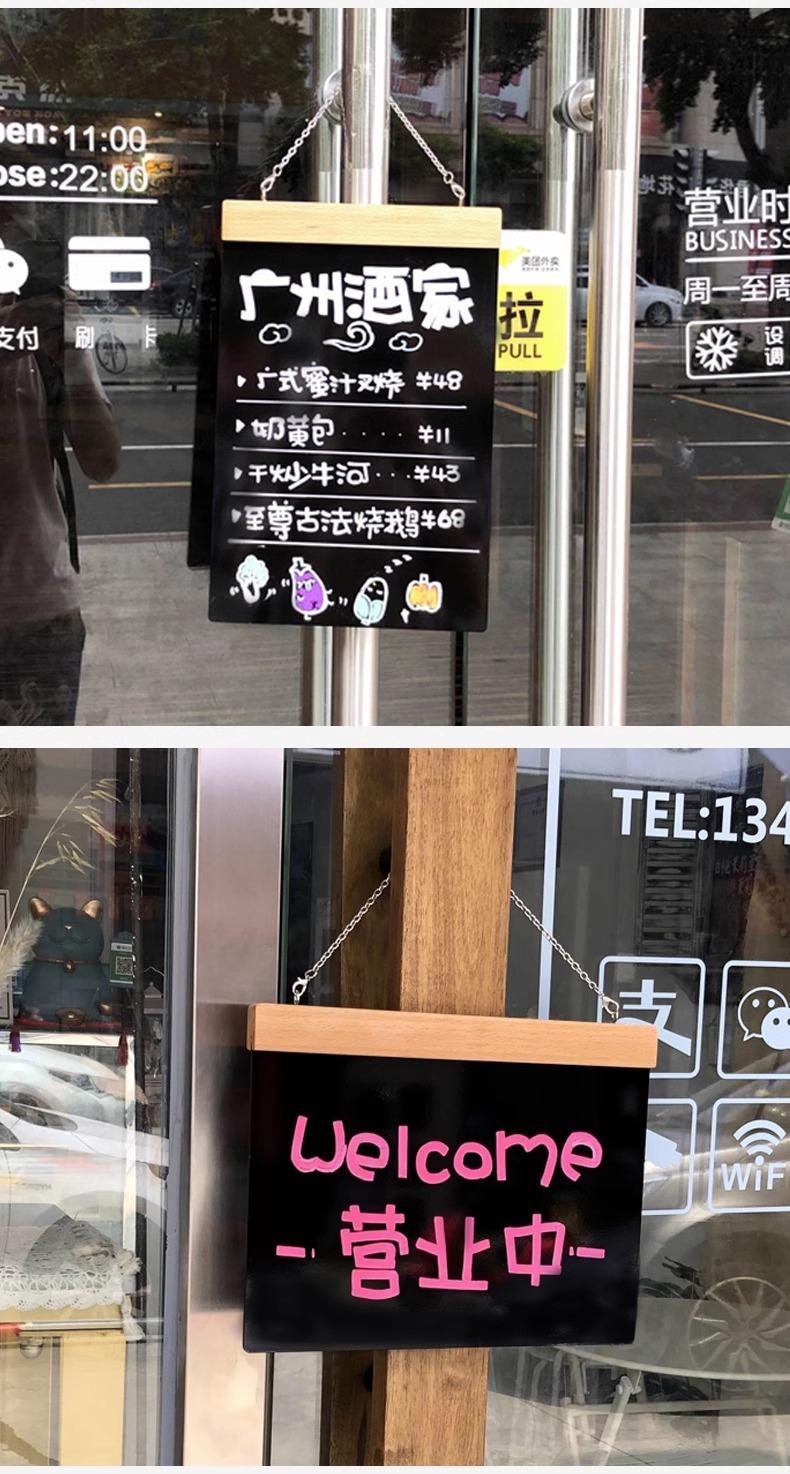 pen:11:00
ose:22:00
支付
刷 卡
广州酒家
广式蜜汁叉烧 ¥48
奶黄包 · · · · ¥11
干炒牛河 · · · ¥43
至尊古法烧鹅 ¥68
zzz
美团外卖
拉
PULL
营业时
BUSINESS
周一至周
设
调
TEL:134
支
WiF
Welcome
- 营业中 -